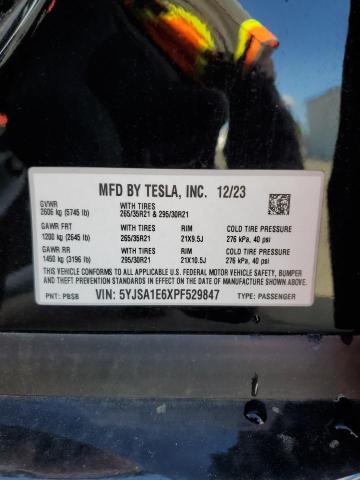 MFD BY TESLA, INC. 12/23
GVWR WITH TIRES
2606 kg (5745 lb) 265/35R21 & 295/30R21
GAWR FRT WITH TIRES RIM COLD TIRE PRESSURE
1200 kg (2645 lb) 265/35R21 21X9.5J 276 kPa, 40 psi
GAWR RR WITH TIRES RIM COLD TIRE PRESSURE
1450 kg (3196 lb) 295/30R21 21X10.5J 276 kPa, 40 psi
THIS VEHICLE CONFORMS TO ALL APPLICABLE U.S. FEDERAL MOTOR VEHICLE SAFETY, BUMPER
AND THEFT PREVENTION STANDARDS IN EFFECT ON THE DATE OF MANUFACTURE SHOWN ABOVE.
PNT: PBSB VIN: 5YJSA1E6XPF529847 TYPE: PASSENGER